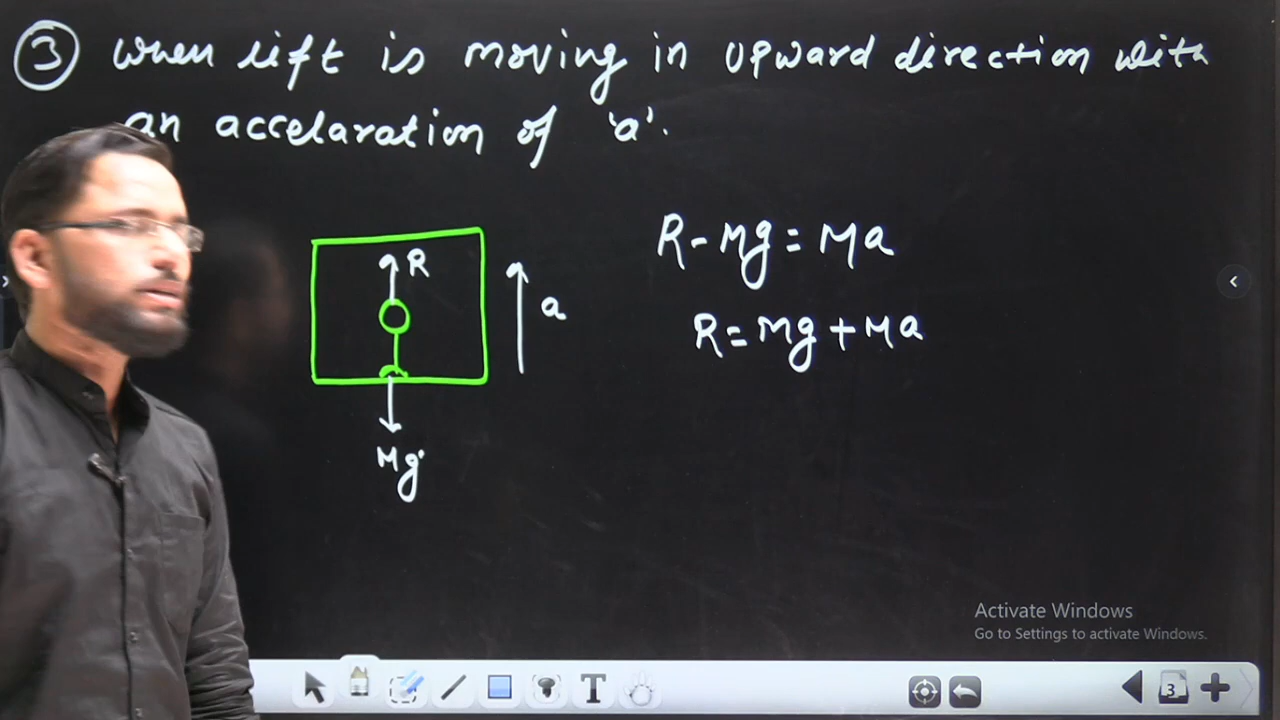 3 when lift is moving in upward direction with
an accelaration of 'a'.
R
a
Mg
R - Mg = Ma
R = Mg + Ma
Activate Windows
Go to Settings to activate Windows.
T
3